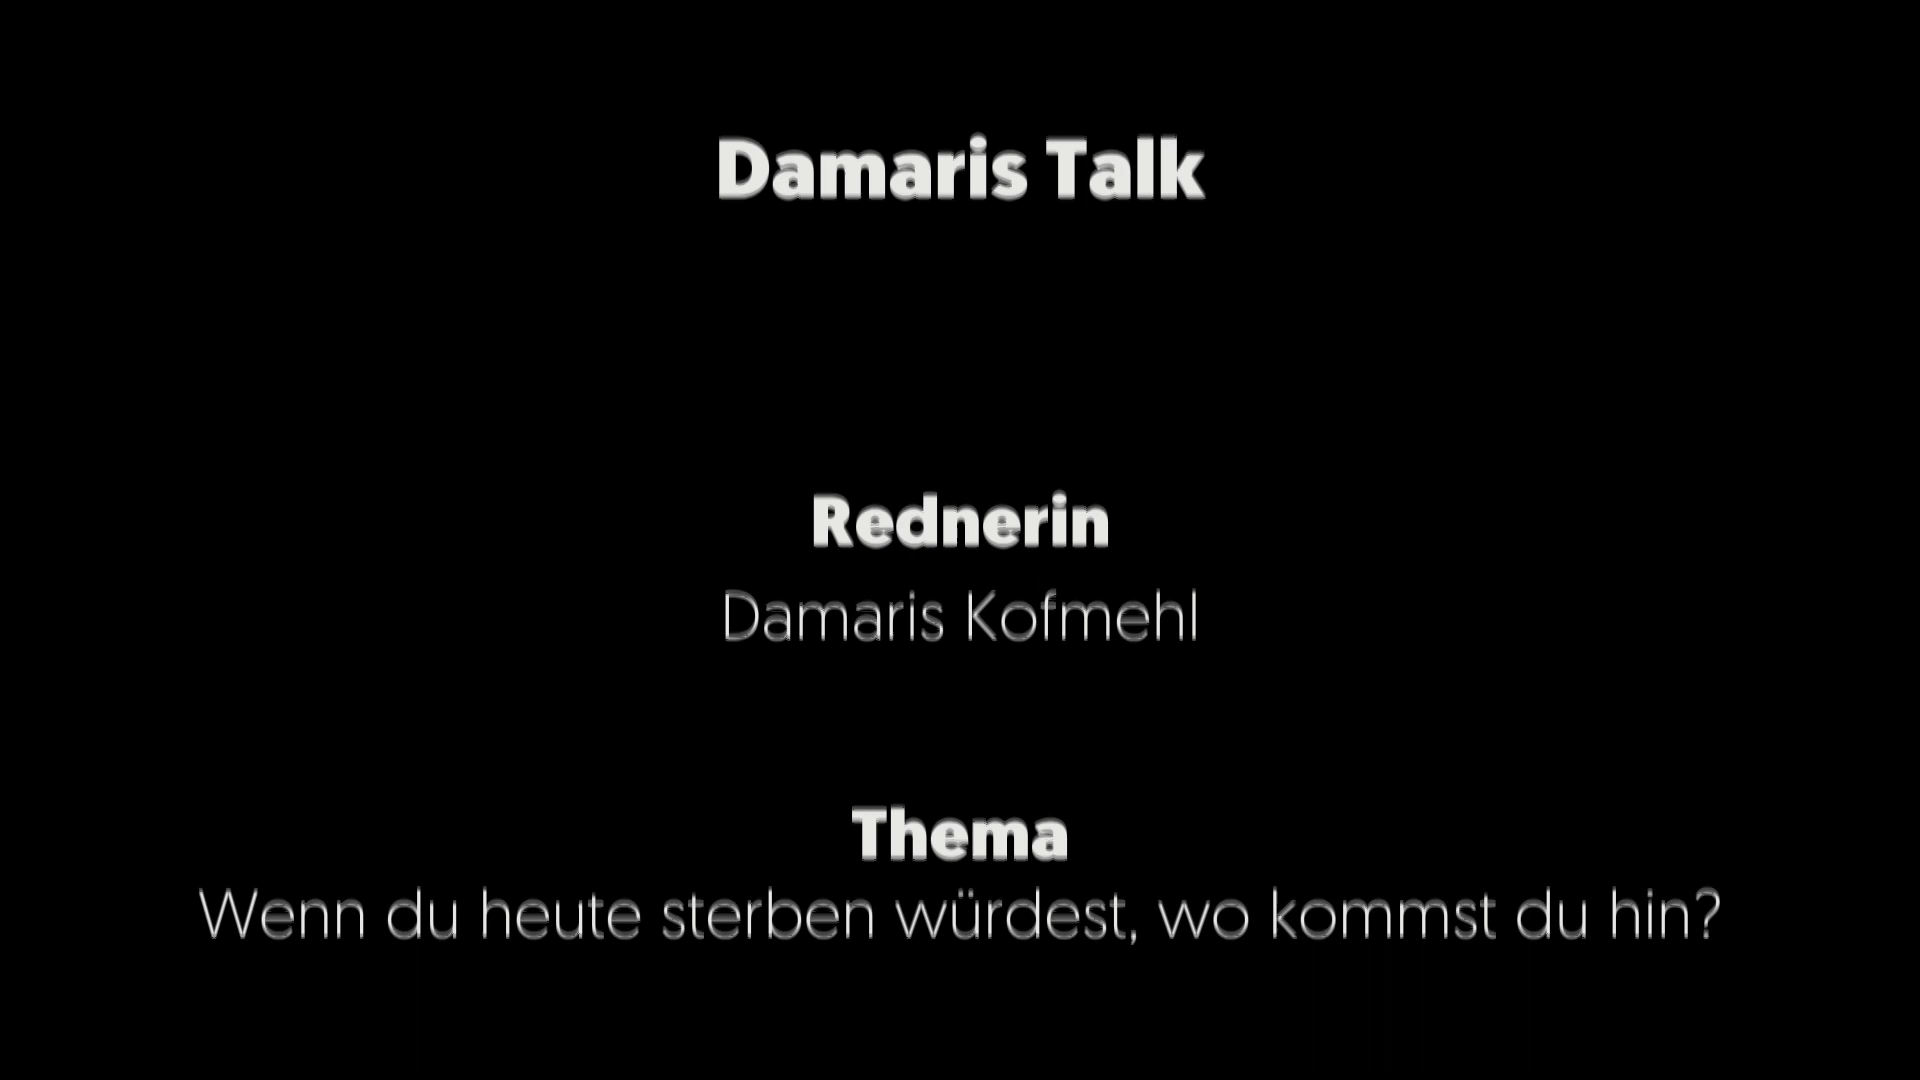 Damaris Talk
Rednerin
Damaris Kofmehl
Thema
Wenn du heute sterben würdest, wo kommst du hin?